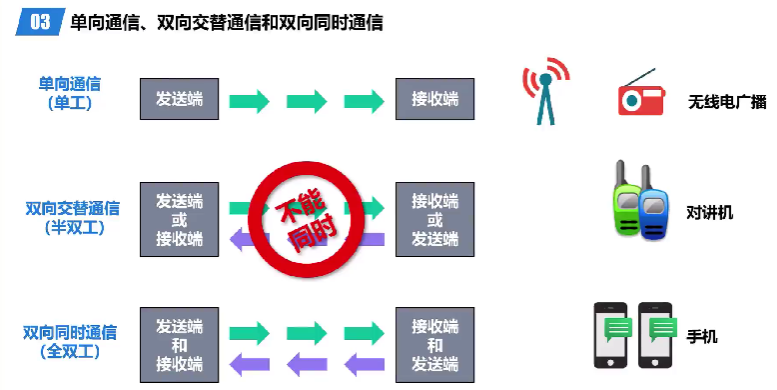 03 单向通信、双向交替通信和双向同时通信
单向通信
（单工）
发送端
接收端
无线电广播
双向交替通信
（半双工）
发送端
或
接收端
不能
同时
接收端
或
发送端
对讲机
双向同时通信
（全双工）
发送端
和
接收端
接收端
和
发送端
手机